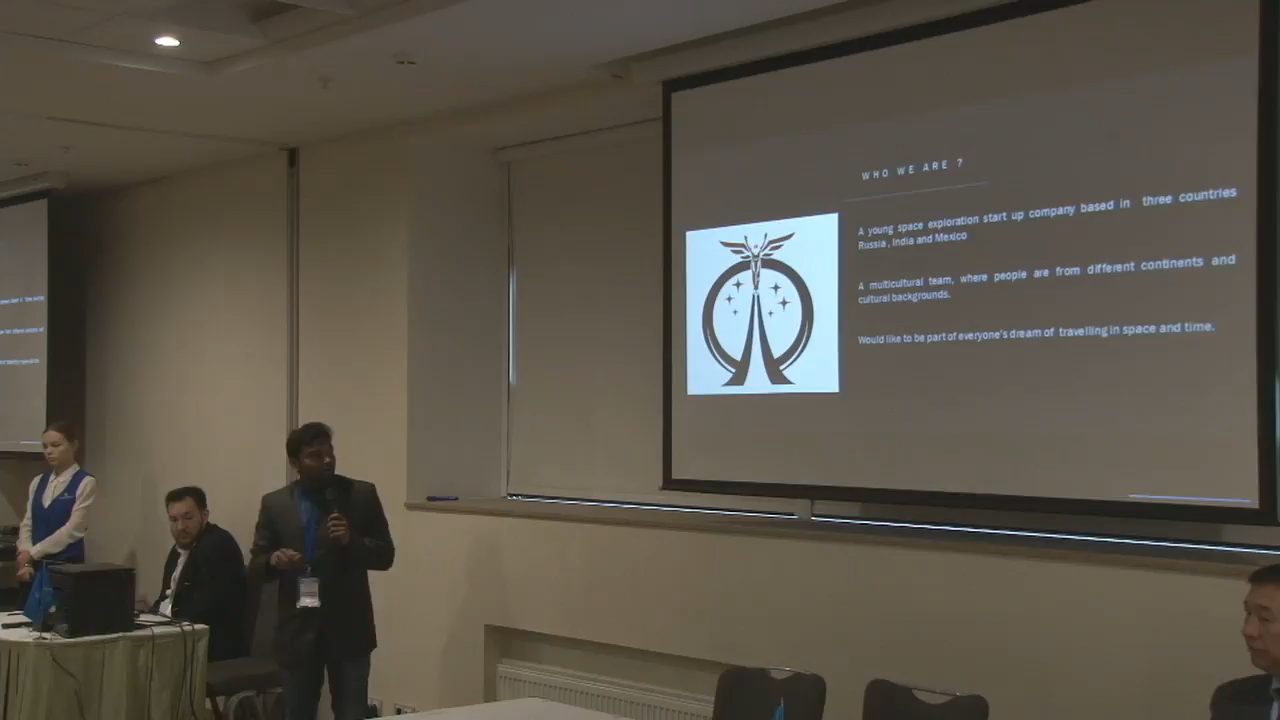 WHO WE ARE ?
A young space exploration start up company based in three countries
Russia , India and Mexico
A multicultural team, where people are from different continents and
cultural backgrounds.
Would like to be part of everyone's dream of travelling in space and time.